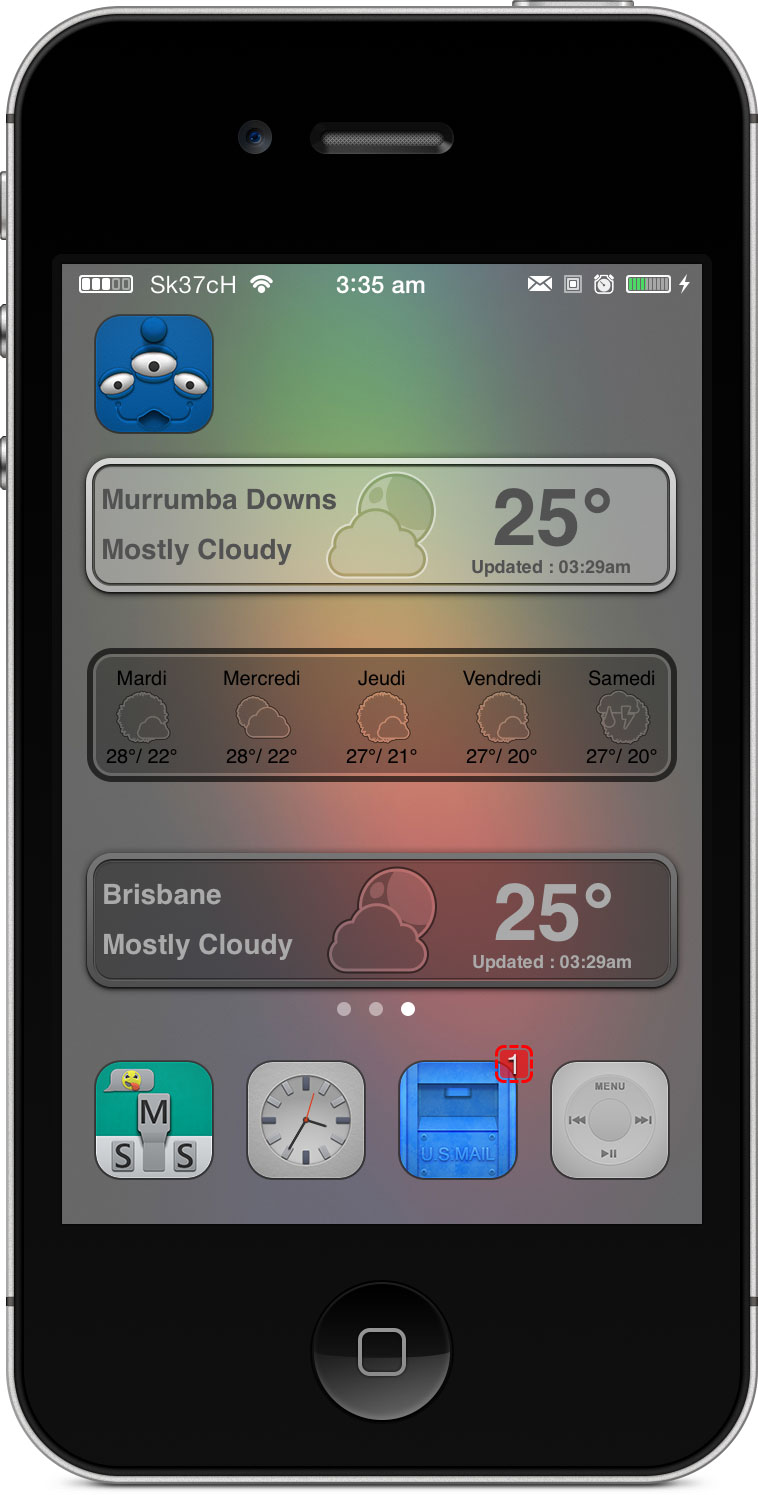 Sk37cH 3:35 am
Murrumba Downs
25°
Mostly Cloudy
Updated : 03:29am
Mardi Mercredi Jeudi Vendredi Samedi
28°/ 22° 28°/ 22° 27°/ 21° 27°/ 20° 27°/ 20°
Brisbane
25°
Mostly Cloudy
Updated : 03:29am
1
MENU
M
S S
U.S.MAIL